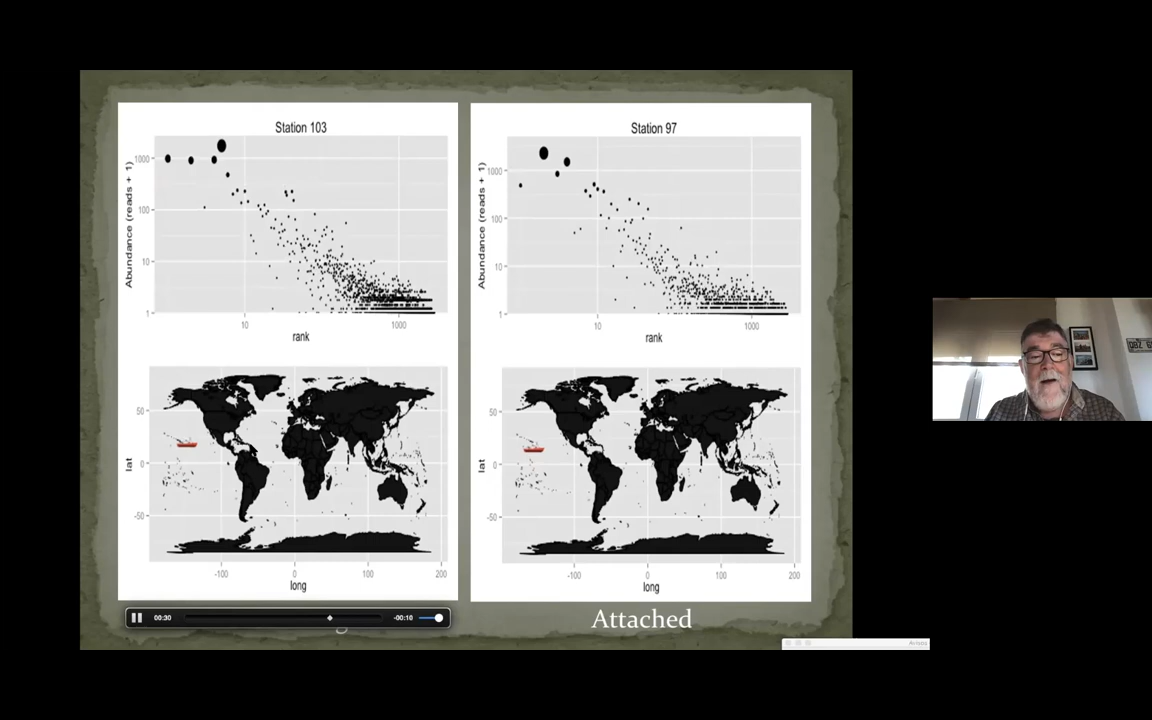 Station 103
Abundance (reads + 1)
1000
100
10
1
10
1000
rank
lat
50
0
-50
-100
0
100
200
long
Station 97
Abundance (reads + 1)
1000
100
10
1
10
1000
rank
lat
50
0
-50
-100
0
100
200
long
00:30
-00:10
Attached